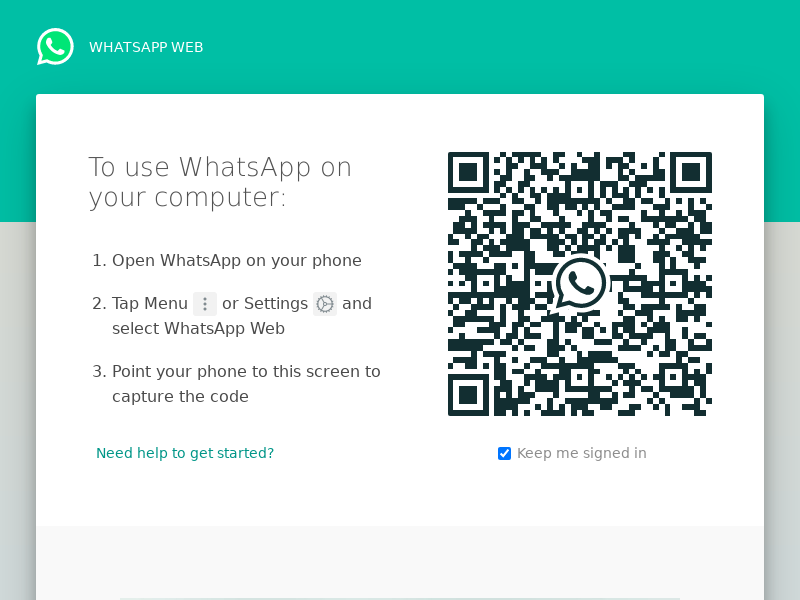 WHATSAPP WEB
To use WhatsApp on
your computer:
1. Open WhatsApp on your phone
2. Tap Menu or Settings and
select WhatsApp Web
3. Point your phone to this screen to
capture the code
Need help to get started?
Keep me signed in